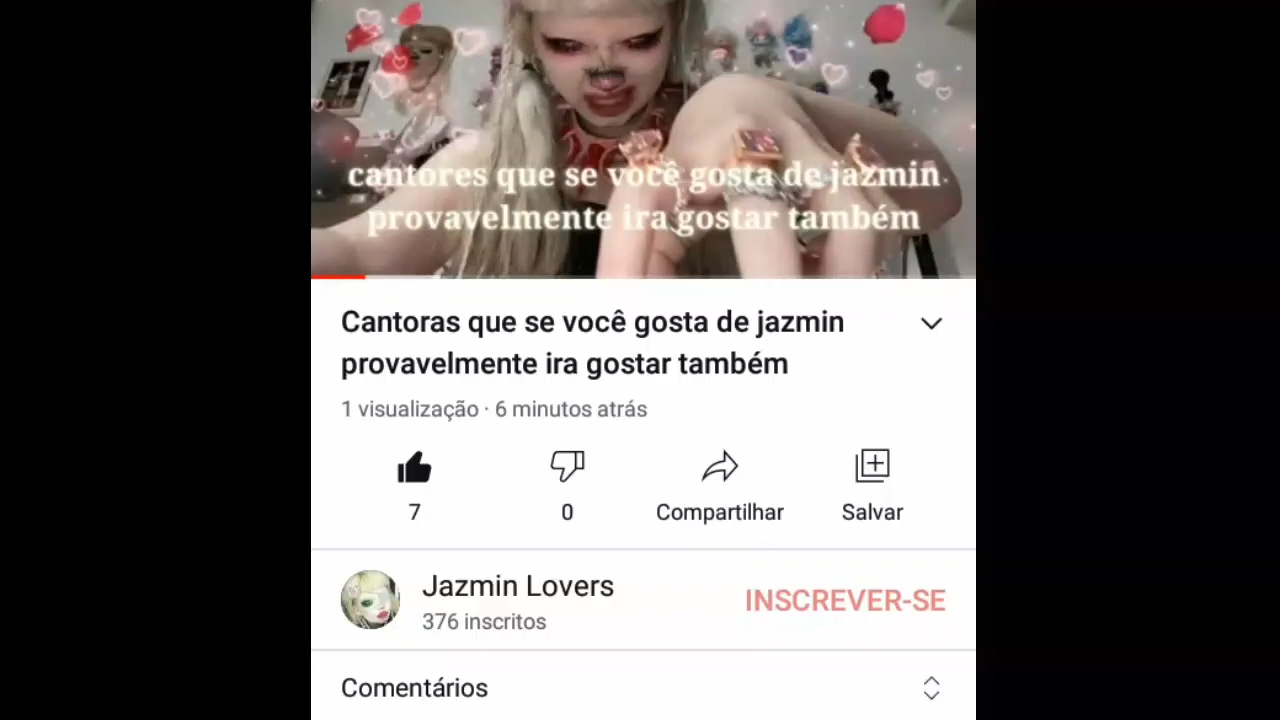 cantores que se você gosta de jazmin
provavelmente ira gostar também
Cantoras que se você gosta de jazmin
provavelmente ira gostar também
1 visualização · 6 minutos atrás
7
0
Compartilhar
Salvar
Jazmin Lovers
INSCREVER-SE
376 inscritos
Comentários